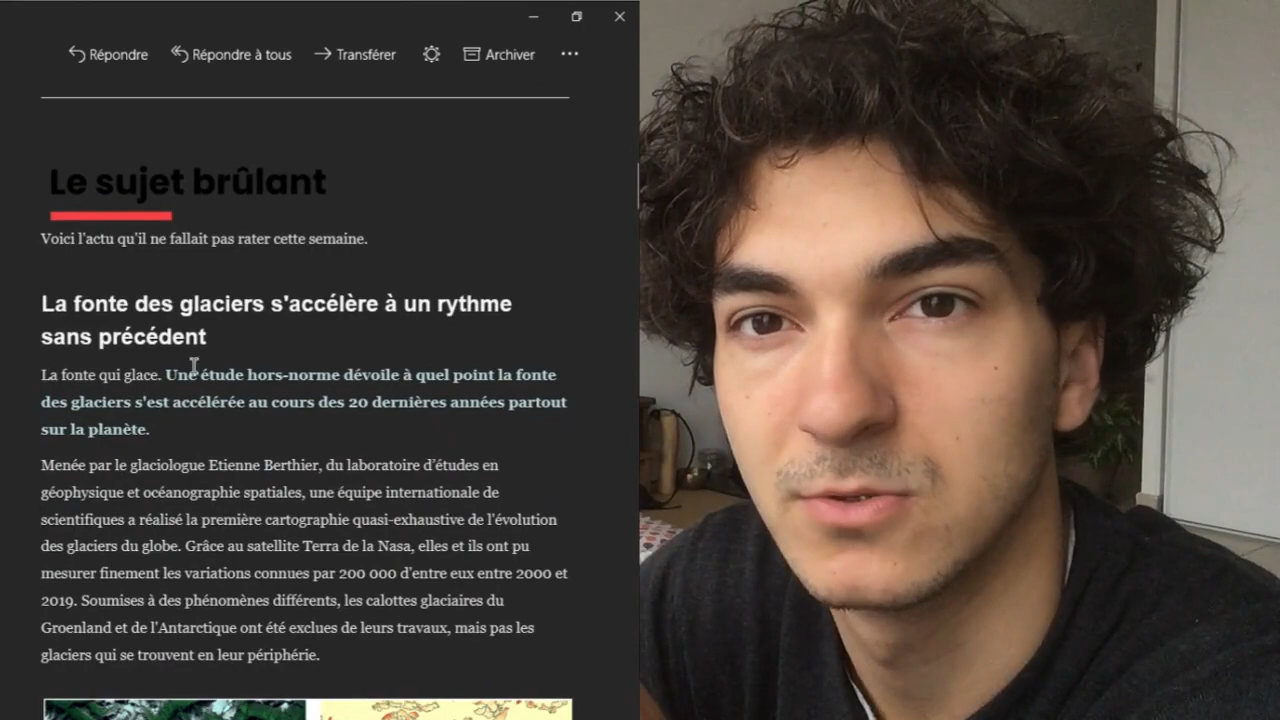 Répondre Répondre à tous Transférer Archiver
Le sujet brûlant
Voici l'actu qu'il ne fallait pas rater cette semaine.
La fonte des glaciers s'accélère à un rythme
sans précédent
La fonte qui glace. Une étude hors-norme dévoile à quel point la fonte
des glaciers s'est accélérée au cours des 20 dernières années partout
sur la planète.
Menée par le glaciologue Etienne Berthier, du laboratoire d'études en
géophysique et océanographie spatiales, une équipe internationale de
scientifiques a réalisé la première cartographie quasi-exhaustive de l'évolution
des glaciers du globe. Grâce au satellite Terra de la Nasa, elles et ils ont pu
mesurer finement les variations connues par 200 000 d'entre eux entre 2000 et
2019. Soumises à des phénomènes différents, les calottes glaciaires du
Groenland et de l'Antarctique ont été exclues de leurs travaux, mais pas les
glaciers qui se trouvent en leur périphérie.